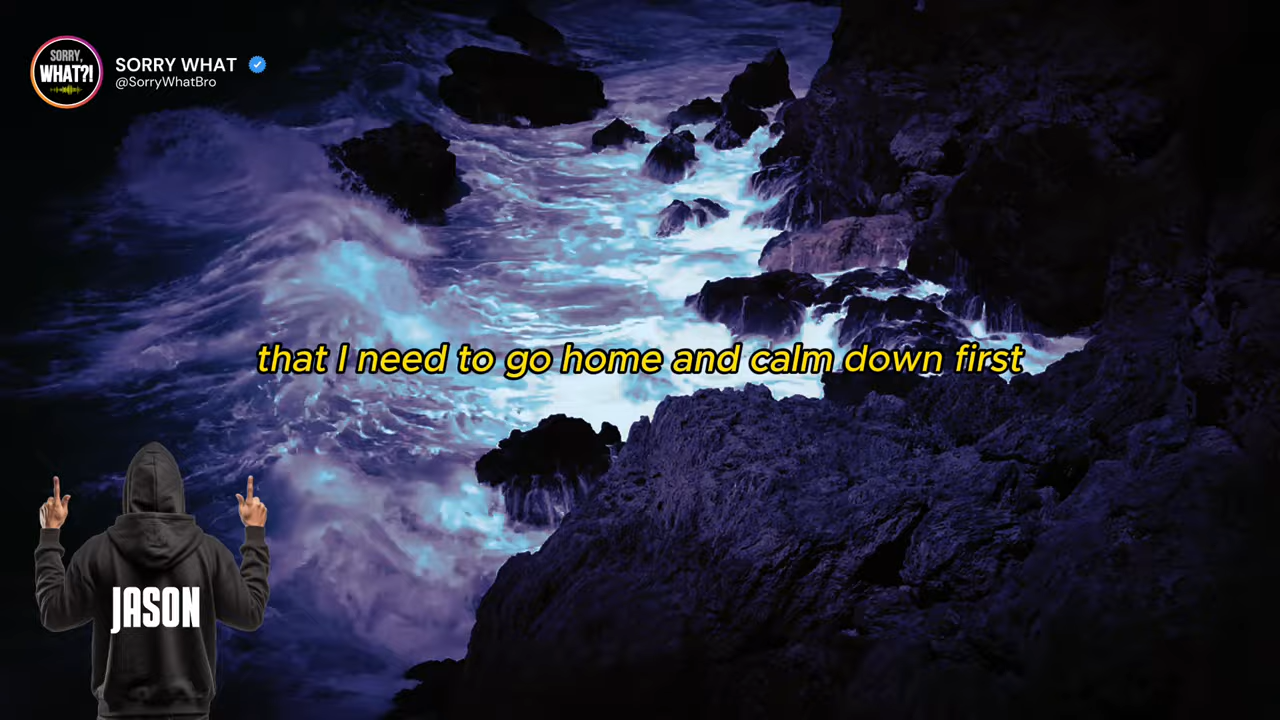 SORRY,
WHAT?!
SORRY WHAT
@SorryWhatBro
that I need to go home and calm down first
JASON